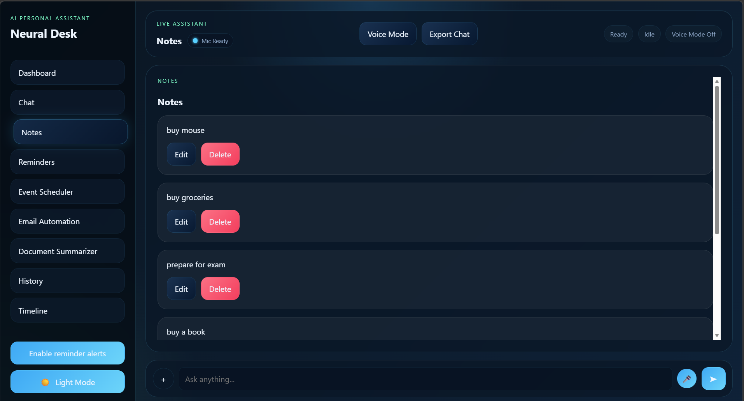 AI PERSONAL ASSISTANT
Neural Desk
Dashboard
Chat
Notes
Reminders
Event Scheduler
Email Automation
Document Summarizer
History
Timeline
Enable reminder alerts
Light Mode
LIVE ASSISTANT
Notes
Mic Ready
Voice Mode
Export Chat
Ready
Idle
Voice Mode Off
NOTES
Notes
buy mouse
Edit Delete
buy groceries
Edit Delete
prepare for exam
Edit Delete
buy a book
+ Ask anything...